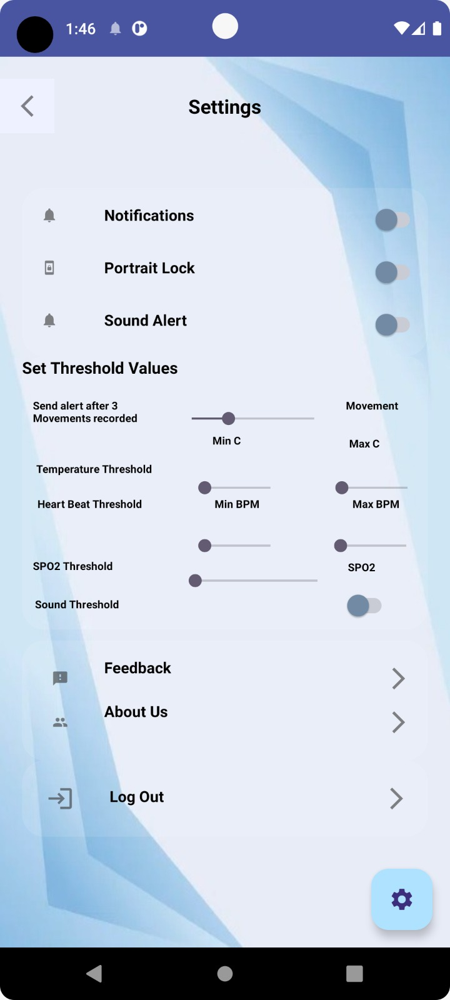 1:46
Settings
Notifications
Portrait Lock
Sound Alert
Set Threshold Values
Send alert after 3
Movements recorded
Movement
Min C
Max C
Temperature Threshold
Heart Beat Threshold
Min BPM
Max BPM
SPO2 Threshold
SPO2
Sound Threshold
Feedback
About Us
Log Out